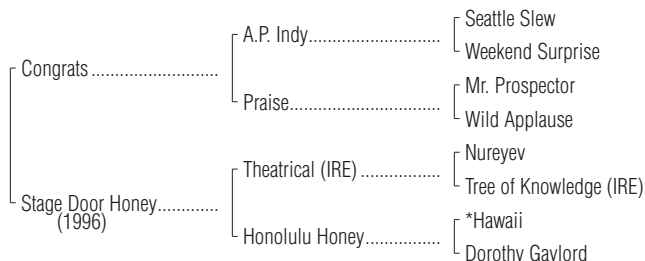 Seattle Slew
A.P. Indy..............................
Weekend Surprise
Congrats .............................
Mr. Prospector
Praise..................................
Wild Applause
Nureyev
Theatrical (IRE) ..................
Tree of Knowledge (IRE)
Stage Door Honey.............
(1996)
*Hawaii
Honolulu Honey.................
Dorothy Gaylord